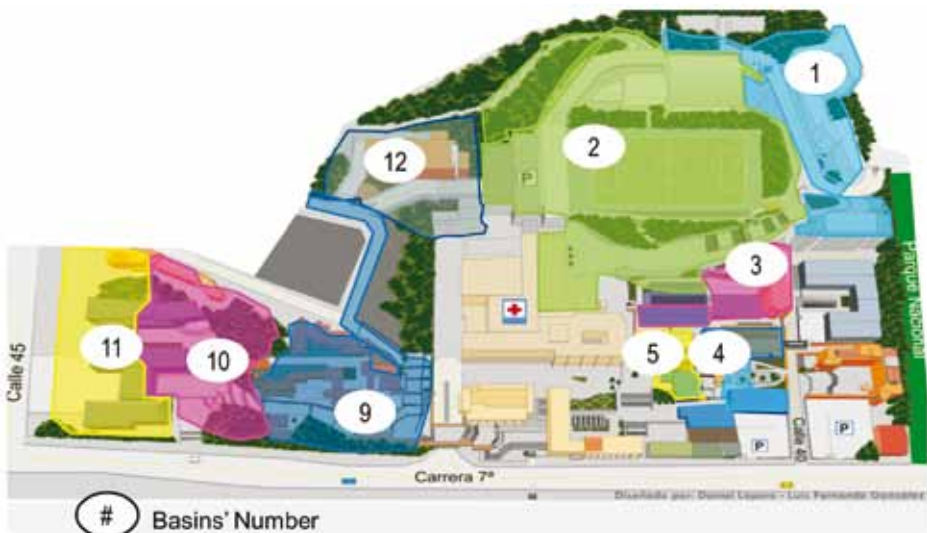 1
2
12
P
3
Parque Nacional
11
10
5
4
9
Calle 45
Calle 40
P
P
Carrera 7ª
Diseñado por: Daniel Lopera - Luis Fernando González
# Basins' Number